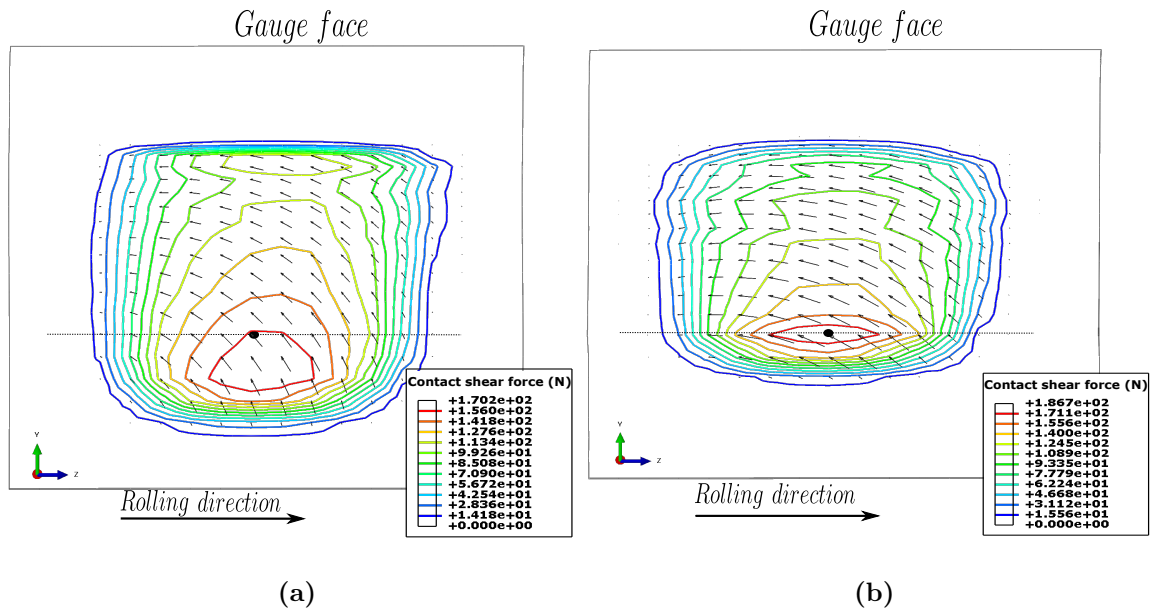 Gauge face
Contact shear force (N)
+1.702e+02
+1.560e+02
+1.418e+02
+1.276e+02
+1.134e+02
+9.926e+01
+8.508e+01
+7.090e+01
+5.672e+01
+4.254e+01
+2.836e+01
+1.418e+01
+0.000e+00
Y
Z
Rolling direction
(a)
Gauge face
Contact shear force (N)
+1.867e+02
+1.711e+02
+1.556e+02
+1.400e+02
+1.245e+02
+1.089e+02
+9.335e+01
+7.779e+01
+6.224e+01
+4.668e+01
+3.112e+01
+1.556e+01
+0.000e+00
Y
Z
Rolling direction
(b)